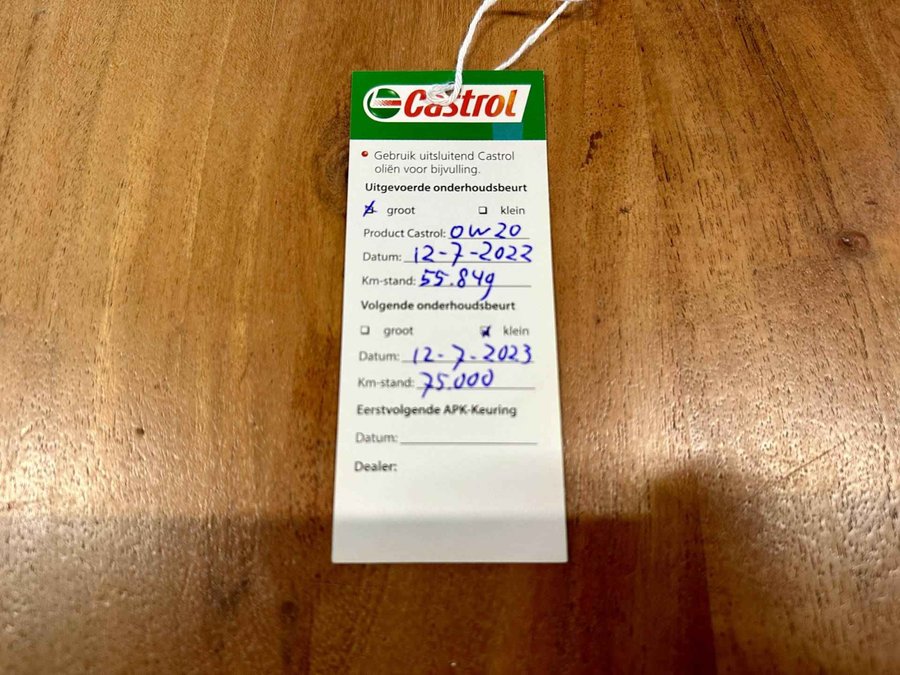 Castrol
Gebruik uitsluitend Castrol
oliën voor bijvulling.
Uitgevoerde onderhoudsbeurt
groot klein
Product Castrol: 0W20
Datum: 12-7-2022
Km-stand: 55.849
Volgende onderhoudsbeurt
groot klein
Datum: 12-7-2023
Km-stand: 75.000
Eerstvolgende APK-Keuring
Datum:
Dealer: